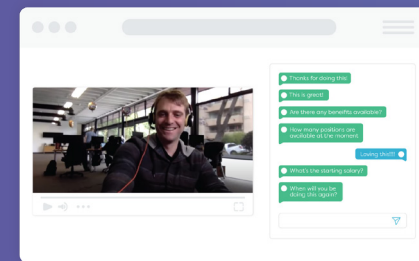 Thanks for doing this!
This is great!
Are there any benefits available?
How many positions are
available at the moment
Loving this!!!
What's the starting salary?
When will you be
doing this again?